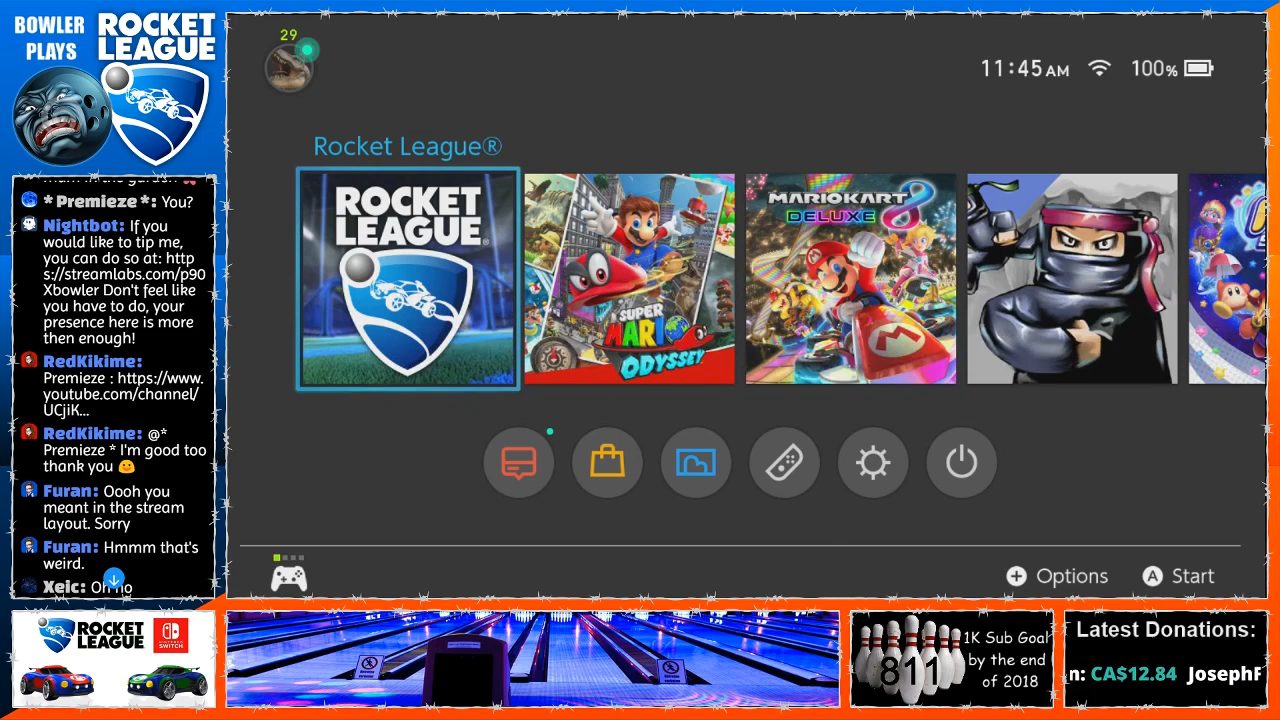 BOWLER
PLAYS
ROCKET
LEAGUE
* Premieze *: You?
Nightbot: If you
would like to tip me,
you can do so at: http
s://streamlabs.com/p90
Xbowler Don't feel like
you have to do, your
presence here is more
then enough!
RedKikime:
Premieze : https://www.
youtube.com/channel/
UCjiK...
RedKikime: @*
Premieze * I'm good too
thank you
Furan: Oooh you
meant in the stream
layout. Sorry
Furan: Hmmm that's
weird.
Xeic: Oh no
29
11:45AM
100%
Rocket League®
ROCKET
LEAGUE
SUPER
MARIO
ODYSSEY
MARIOKART 8
DELUXE
Options
Start
ROCKET
LEAGUE
NINTENDO
SWITCH
811
1K Sub Goal
by the end
of 2018
Latest Donations:
n: CA$12.84 JosephF